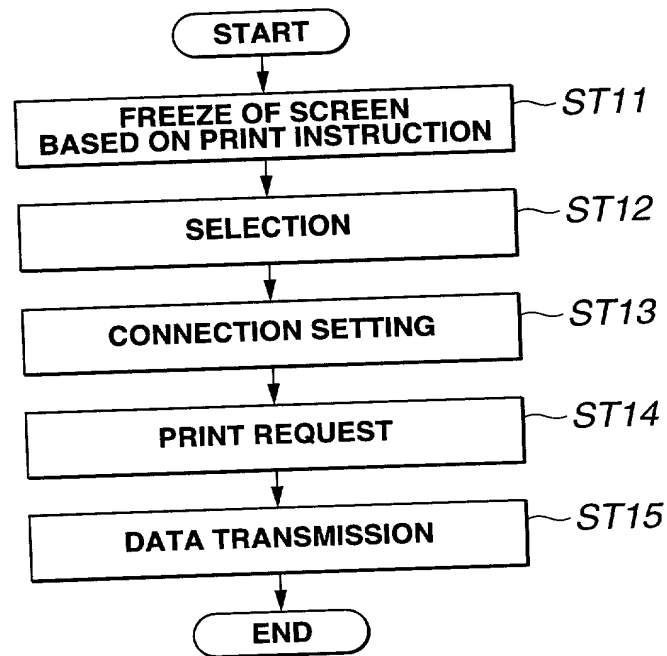 START
FREEZE OF SCREEN
BASED ON PRINT INSTRUCTION
ST11
SELECTION
ST12
CONNECTION SETTING
ST13
PRINT REQUEST
ST14
DATA TRANSMISSION
ST15
END